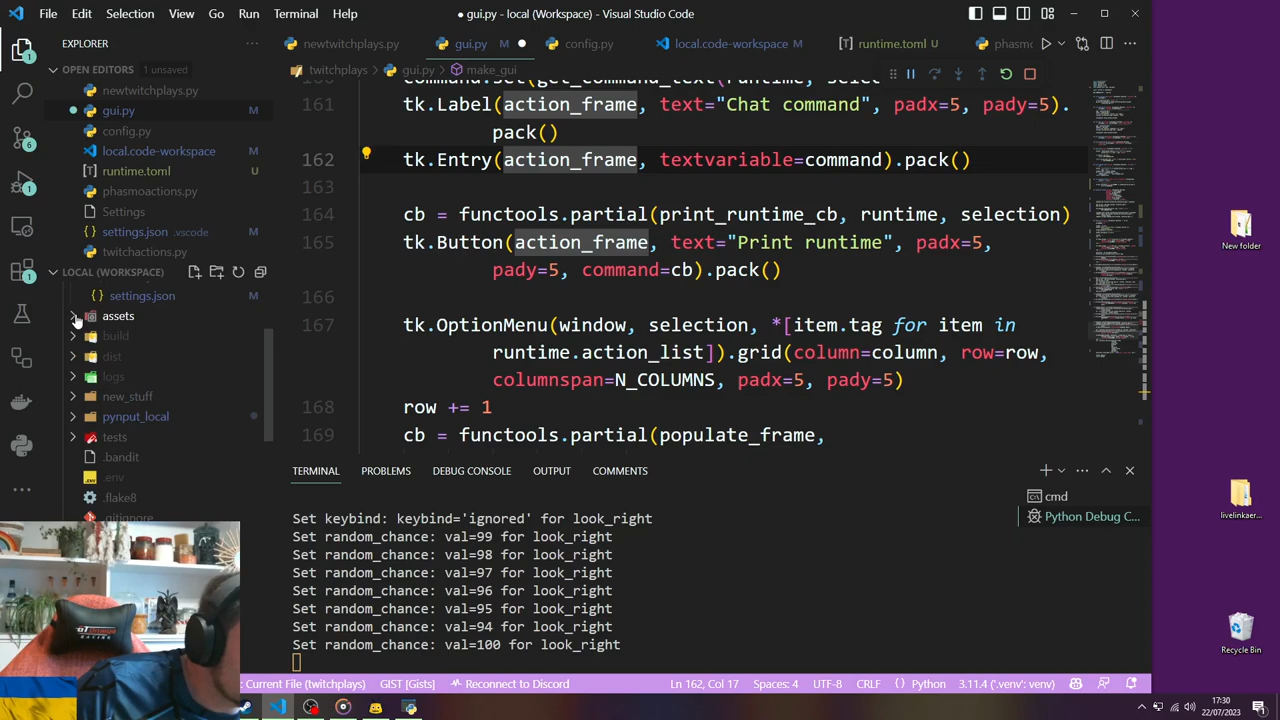 File Edit Selection View Go Run Terminal Help
gui.py - local (Workspace) - Visual Studio Code
EXPLORER
newtwitchplays.py gui.py M config.py local.code-workspace M runtime.toml U phasmo
OPEN EDITORS 1 unsaved
newtwitchplays.py
gui.py M
config.py
local.code-workspace M
runtime.toml U
phasmoactions.py
Settings
settings.json .vscode M
twitchactions.py
LOCAL (WORKSPACE)
settings.json M
assets
build
dist
logs
new_stuff
pynput_local
tests
.bandit
.env
.flake8
.gitignore
twitchplays > gui.py > make_gui
161 tk.Label(action_frame, text="Chat command", padx=5, pady=5).
pack()
162 tk.Entry(action_frame, textvariable=command).pack()
163
164 cb = functools.partial(print_runtime_cb, runtime, selection)
165 tk.Button(action_frame, text="Print runtime", padx=5,
pady=5, command=cb).pack()
166
167 tk.OptionMenu(window, selection, *[item.tag for item in
runtime.action_list]).grid(column=column, row=row,
columnspan=N_COLUMNS, padx=5, pady=5)
168 row += 1
169 cb = functools.partial(populate_frame,
TERMINAL PROBLEMS DEBUG CONSOLE OUTPUT COMMENTS
cmd
Python Debug C...
Set keybind: keybind='ignored' for look_right
Set random_chance: val=99 for look_right
Set random_chance: val=98 for look_right
Set random_chance: val=97 for look_right
Set random_chance: val=96 for look_right
Set random_chance: val=95 for look_right
Set random_chance: val=94 for look_right
Set random_chance: val=100 for look_right
: Current File (twitchplays) GIST [Gists] Reconnect to Discord Ln 162, Col 17 Spaces: 4 UTF-8 CRLF Python 3.11.4 ('.venv': venv)
New folder
livelinkaer...
Recycle Bin
17:30
22/07/2023